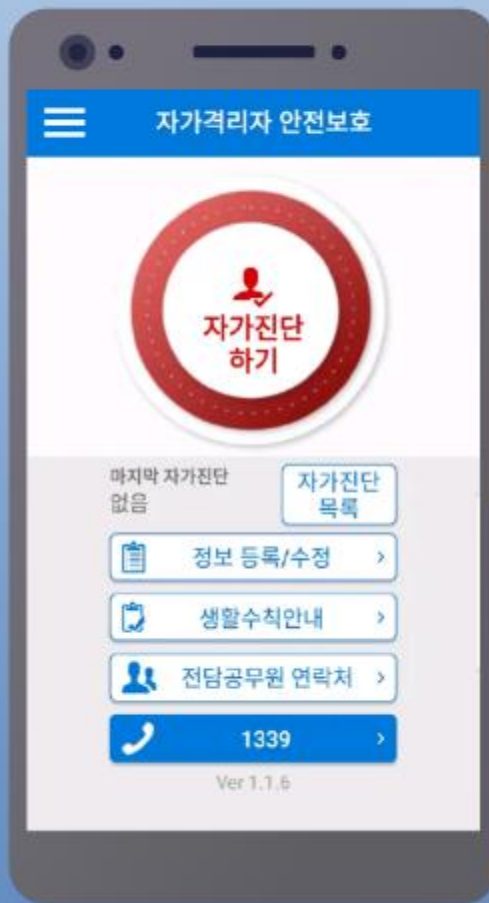 자가격리자 안전보호
자가진단
하기
마지막 자가진단
없음
자가진단
목록
정보 등록/수정
생활수칙안내
전담공무원 연락처
1339
Ver 1.1.6